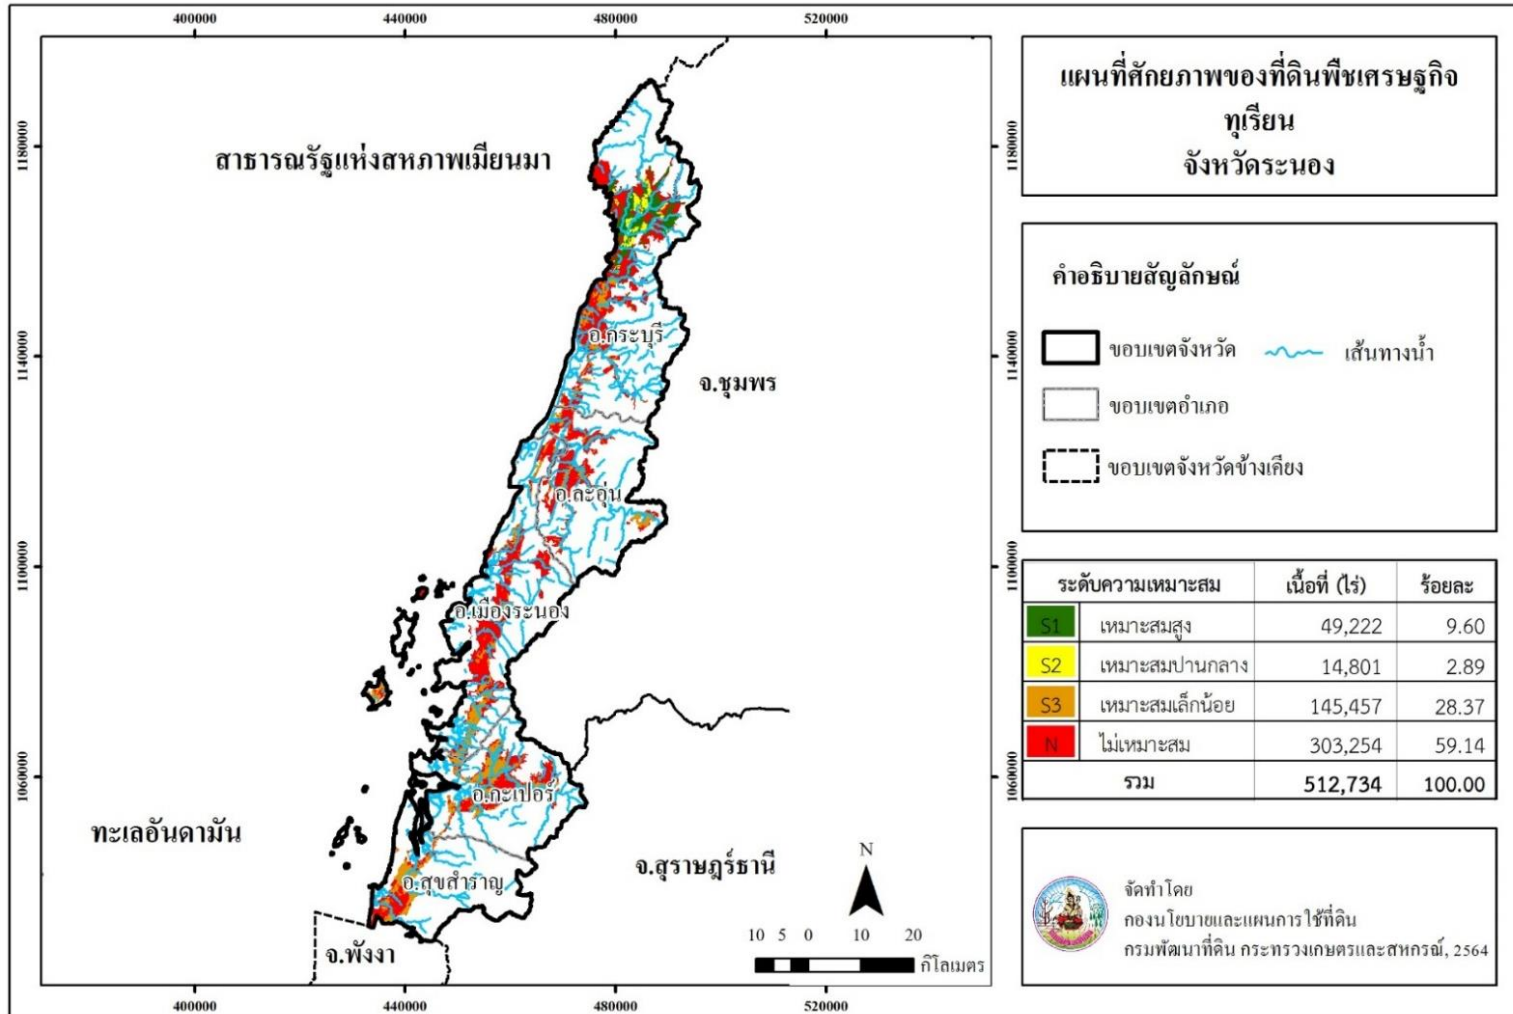 400000
440000
480000
520000
แผนที่ศักยภาพของที่ดินพืชเศรษฐกิจ
ทุเรียน
จังหวัดระนอง
1180000
สาธารณรัฐแห่งสหภาพเมียนมา
1180000
คำอธิบายสัญลักษณ์
ขอบเขตจังหวัด
เส้นทางน้ำ
ขอบเขตอำเภอ
ขอบเขตจังหวัดข้างเคียง
อ.กระบุรี
1140000
1140000
จ.ชุมพร
อ.ละอุ่น
1100000
1100000
อ.เมืองระนอง
ระดับความเหมาะสม เนื้อที่ (ไร่) ร้อยละ
S1 เหมาะสมสูง 49,222 9.60
S2 เหมาะสมปานกลาง 14,801 2.89
S3 เหมาะสมเล็กน้อย 145,457 28.37
N ไม่เหมาะสม 303,254 59.14
รวม 512,734 100.00
1060000
1060000
อ.กะเปอร์
ทะเลอันดามัน
จ.สุราษฎร์ธานี
อ.สุขสำราญ
จ.พังงา
N
10 5 0 10 20
กิโลเมตร
จัดทำโดย
กองนโยบายและแผนการใช้ที่ดิน
กรมพัฒนาที่ดิน กระทรวงเกษตรและสหกรณ์, 2564
400000
440000
480000
520000